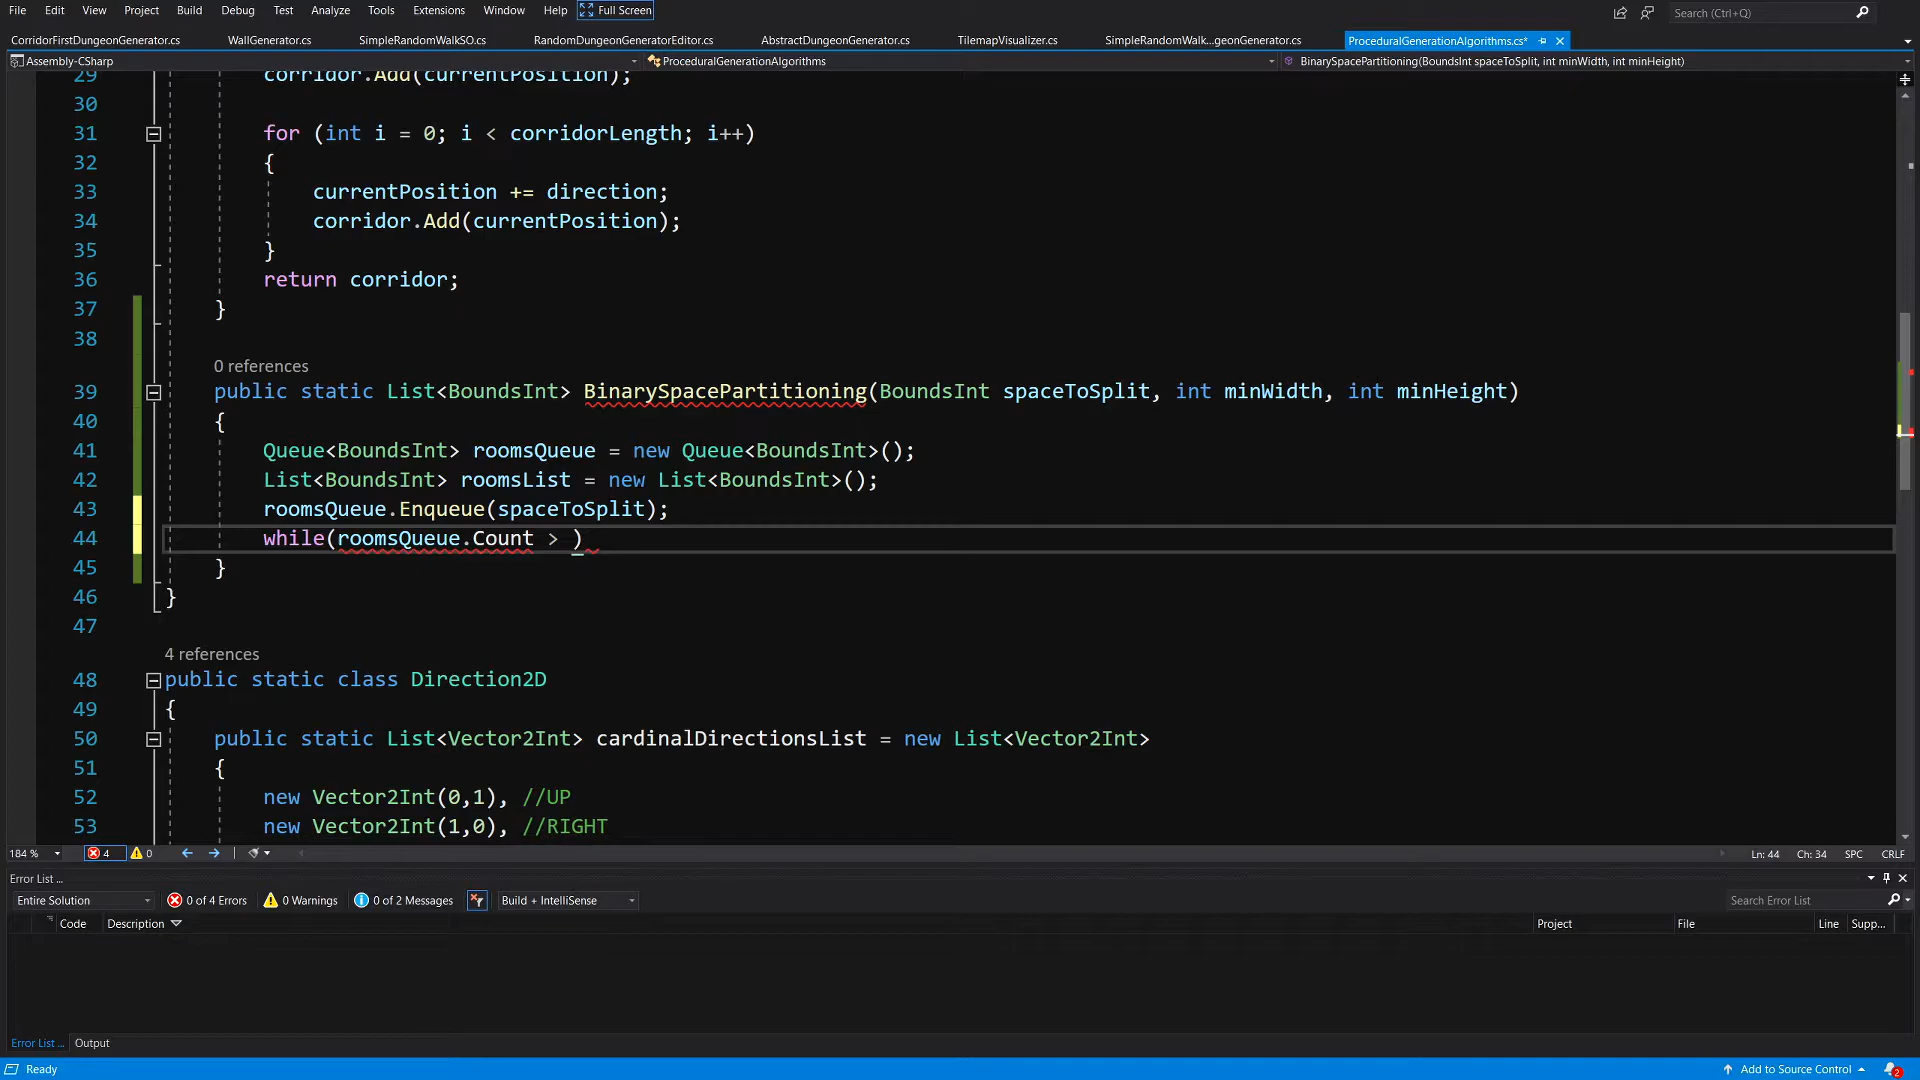 File Edit View Project Build Debug Test Analyze Tools Extensions Window Help Full Screen Search (Ctrl+Q)
CorridorFirstDungeonGenerator.cs WallGenerator.cs SimpleRandomWalkSO.cs RandomDungeonGeneratorEditor.cs AbstractDungeonGenerator.cs TilemapVisualizer.cs SimpleRandomWalk...geonGenerator.cs ProceduralGenerationAlgorithms.cs*
Assembly-CSharp ProceduralGenerationAlgorithms BinarySpacePartitioning(BoundsInt spaceToSplit, int minWidth, int minHeight)
29 corridor.Add(currentPosition);
30
31 for (int i = 0; i < corridorLength; i++)
32 {
33 currentPosition += direction;
34 corridor.Add(currentPosition);
35 }
36 return corridor;
37 }
38
0 references
39 public static List<BoundsInt> BinarySpacePartitioning(BoundsInt spaceToSplit, int minWidth, int minHeight)
40 {
41 Queue<BoundsInt> roomsQueue = new Queue<BoundsInt>();
42 List<BoundsInt> roomsList = new List<BoundsInt>();
43 roomsQueue.Enqueue(spaceToSplit);
44 while(roomsQueue.Count > )
45 }
46 }
47
4 references
48 public static class Direction2D
49 {
50 public static List<Vector2Int> cardinalDirectionsList = new List<Vector2Int>
51 {
52 new Vector2Int(0,1), //UP
53 new Vector2Int(1,0), //RIGHT
184 % 4 0 Ln: 44 Ch: 34 SPC CRLF
Error List ...
Entire Solution 0 of 4 Errors 0 Warnings 0 of 2 Messages Build + IntelliSense Search Error List
Code Description Project File Line Supp...
Error List ... Output
Ready Add to Source Control 2